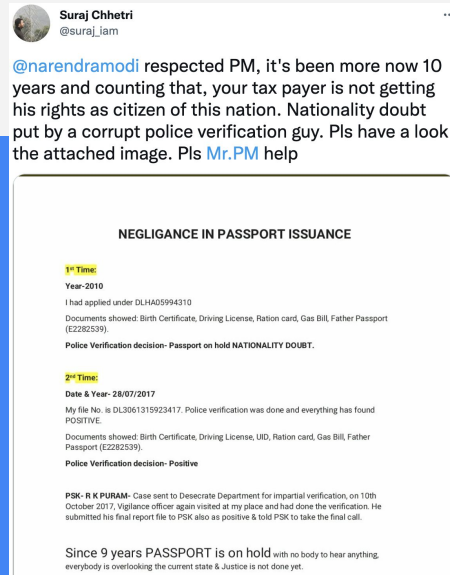 Suraj Chhetri
@suraj_iam
@narendramodi respected PM, it's been more now 10
years and counting that, your tax payer is not getting
his rights as citizen of this nation. Nationality doubt
put by a corrupt police verification guy. Pls have a look
the attached image. Pls Mr.PM help
NEGLIGANCE IN PASSPORT ISSUANCE
1st Time:
Year-2010
I had applied under DLHA05994310
Documents showed: Birth Certificate, Driving License, Ration card, Gas Bill, Father Passport
(E2282539).
Police Verification decision- Passport on hold NATIONALITY DOUBT.
2nd Time:
Date & Year- 28/07/2017
My file No. is DL3061315923417. Police verification was done and everything has found
POSITIVE.
Documents showed: Birth Certificate, Driving License, UID, Ration card, Gas Bill, Father
Passport (E2282539).
Police Verification decision- Positive
PSK- R K PURAM- Case sent to Desecrate Department for impartial verification, on 10th
October 2017, Vigilance officer again visited at my place and had done the verification. He
submitted his final report file to PSK also as positive & told PSK to take the final call.
Since 9 years PASSPORT is on hold with no body to hear anything,
everybody is overlooking the current state & Justice is not done yet.